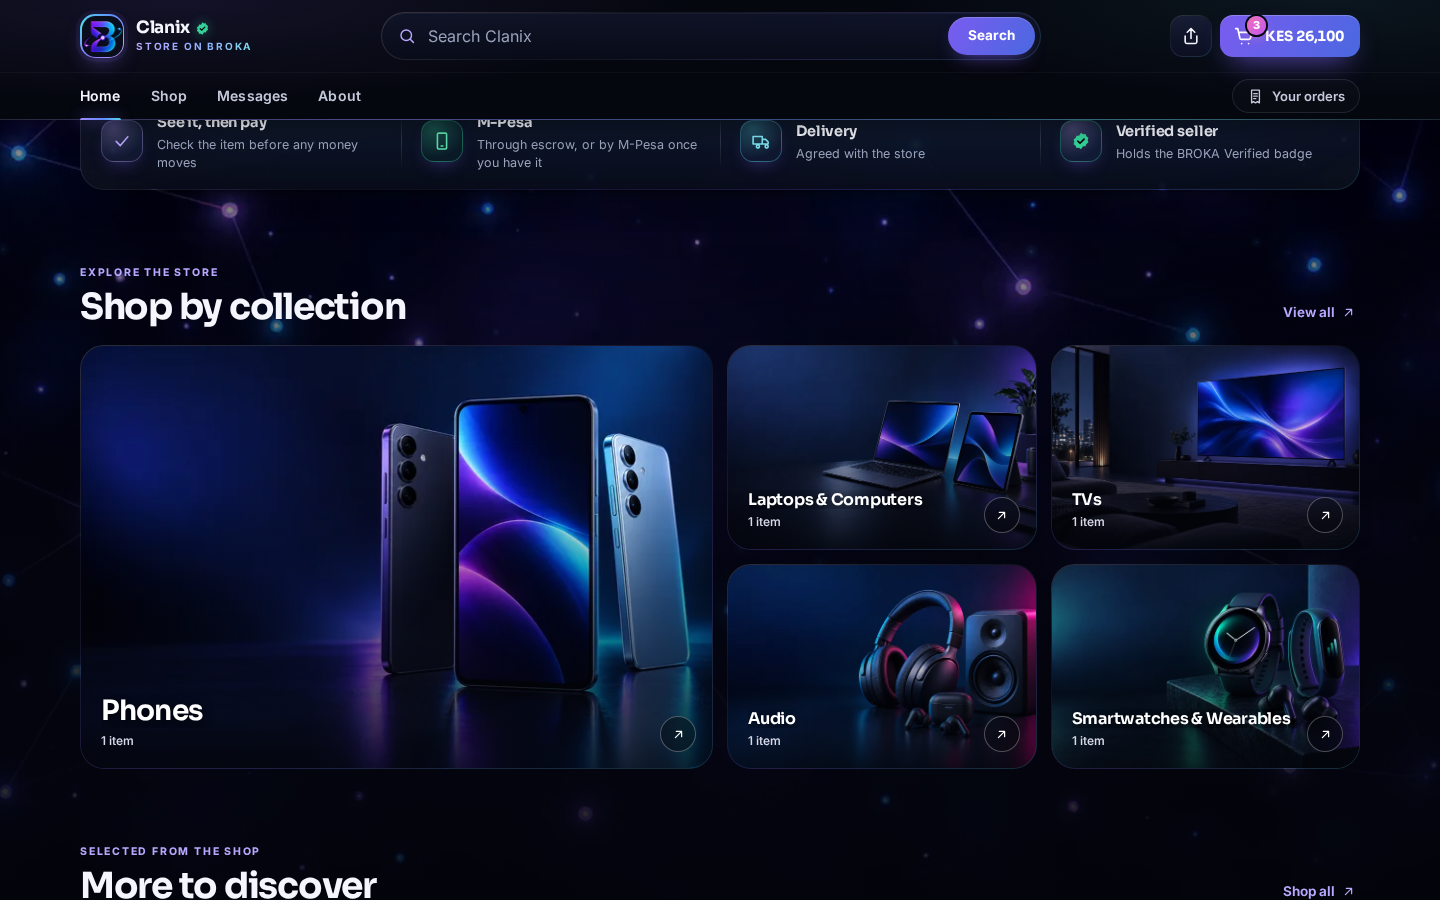 Clanix
STORE ON BROKA
Search Clanix
Search
3
KES 26,100
Home
Shop
Messages
About
Your orders
See it, then pay
Check the item before any money
moves
M-Pesa
Through escrow, or by M-Pesa once
you have it
Delivery
Agreed with the store
Verified seller
Holds the BROKA Verified badge
EXPLORE THE STORE
Shop by collection
View all
Phones
1 item
Laptops & Computers
1 item
TVs
1 item
Audio
1 item
Smartwatches & Wearables
1 item
SELECTED FROM THE SHOP
More to discover
Shop all